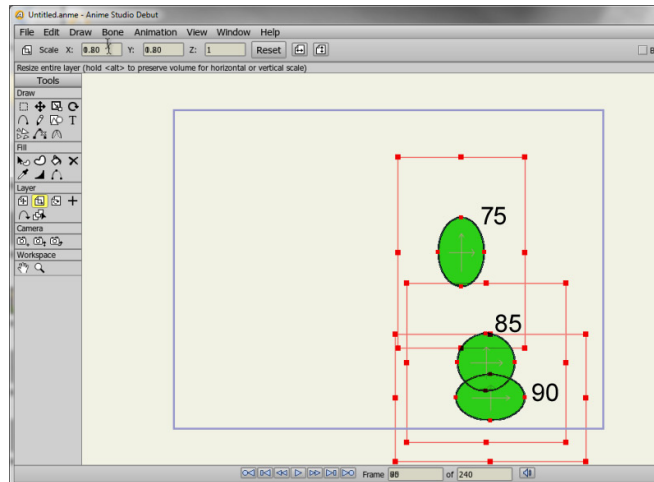 Untitled.anme - Anime Studio Debut
File Edit Draw Bone Animation View Window Help
Scale X: 0.80 Y: 0.80 Z: 1 Reset
Resize entire layer (hold <alt> to preserve volume for horizontal or vertical scale)
Tools
Draw
T
Fill
Layer
Camera
Workspace
75
85
90
Frame of 240